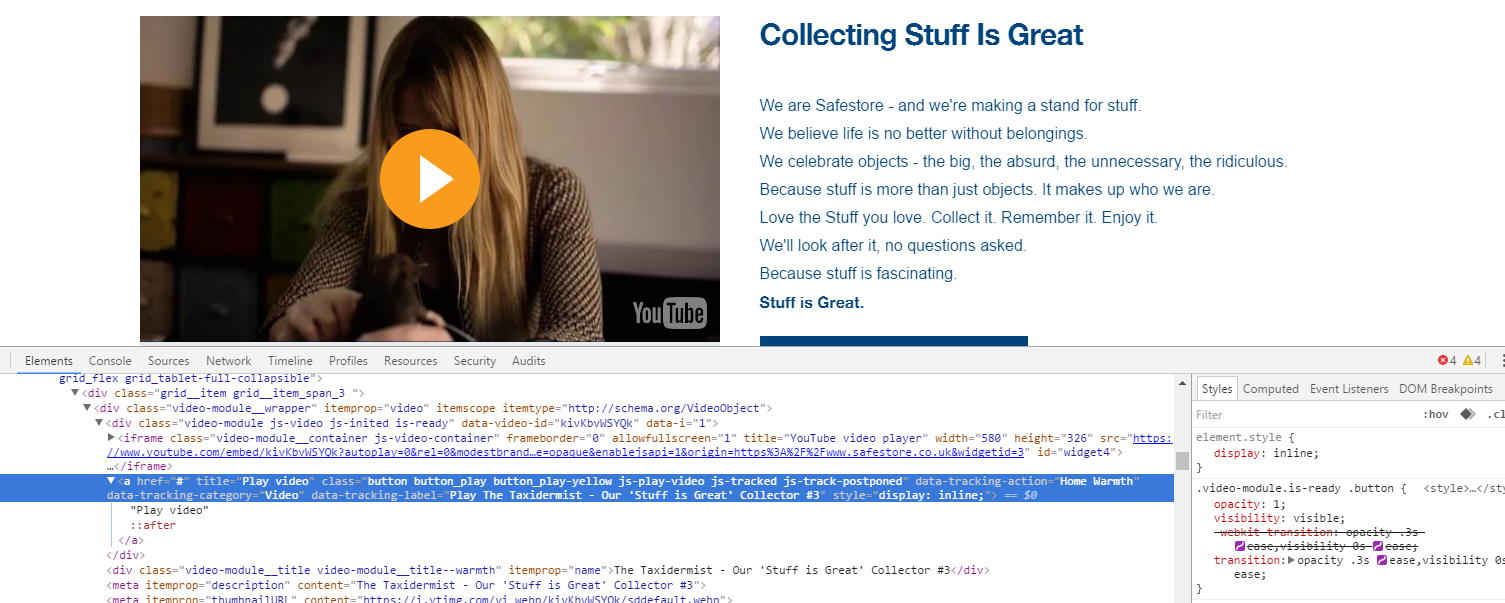 Collecting Stuff Is Great
We are Safestore - and we're making a stand for stuff.
We believe life is no better without belongings.
We celebrate objects - the big, the absurd, the unnecessary, the ridiculous.
Because stuff is more than just objects. It makes up who we are.
Love the Stuff you love. Collect it. Remember it. Enjoy it.
We'll look after it, no questions asked.
Because stuff is fascinating.
Stuff is Great.
YouTube
Elements Console Sources Network Timeline Profiles Resources Security Audits
4 4
grid_flex grid_tablet-full-collapsible">
<div class="grid__item grid__item_span_3 ">
<div class="video-module__wrapper" itemprop="video" itemscope itemtype="http://schema.org/VideoObject">
<div class="video-module js-video js-inited is-ready" data-video-id="kivKbvWSYQk" data-i="1">
<iframe class="video-module__container js-video-container" frameborder="0" allowfullscreen="1" title="YouTube video player" width="580" height="326" src="https:
//www.youtube.com/embed/kivKbvWSYQk?autoplay=0&rel=0&modestbrand…e=opaque&enablejsapi=1&origin=https%3A%2F%2Fwww.safestore.co.uk&widgetid=3" id="widget4">
…</iframe>
<a href="#" title="Play video" class="button button_play button_play-yellow js-play-video js-tracked js-track-postponed" data-tracking-action="Home Warmth"
data-tracking-category="Video" data-tracking-label="Play The Taxidermist - Our 'Stuff is Great' Collector #3" style="display: inline;"> == $0
"Play video"
::after
</a>
</div>
<div class="video-module__title video-module__title--warmth" itemprop="name">The Taxidermist - Our 'Stuff is Great' Collector #3</div>
<meta itemprop="description" content="The Taxidermist - Our 'Stuff is Great' Collector #3">
<meta itemprop="thumbnailURL" content="https://i.ytimg.com/vi_webp/kivKbvWSYQk/sddefault.webp">
Styles Computed Event Listeners DOM Breakpoints
Filter :hov .cl
element.style {
display: inline;
}
.video-module.is-ready .button { <style>…</sty
opacity: 1;
visibility: visible;
-webkit-transition: opacity .3s
ease,visibility 0s ease;
transition: opacity .3s ease,visibility 0s
ease;
}